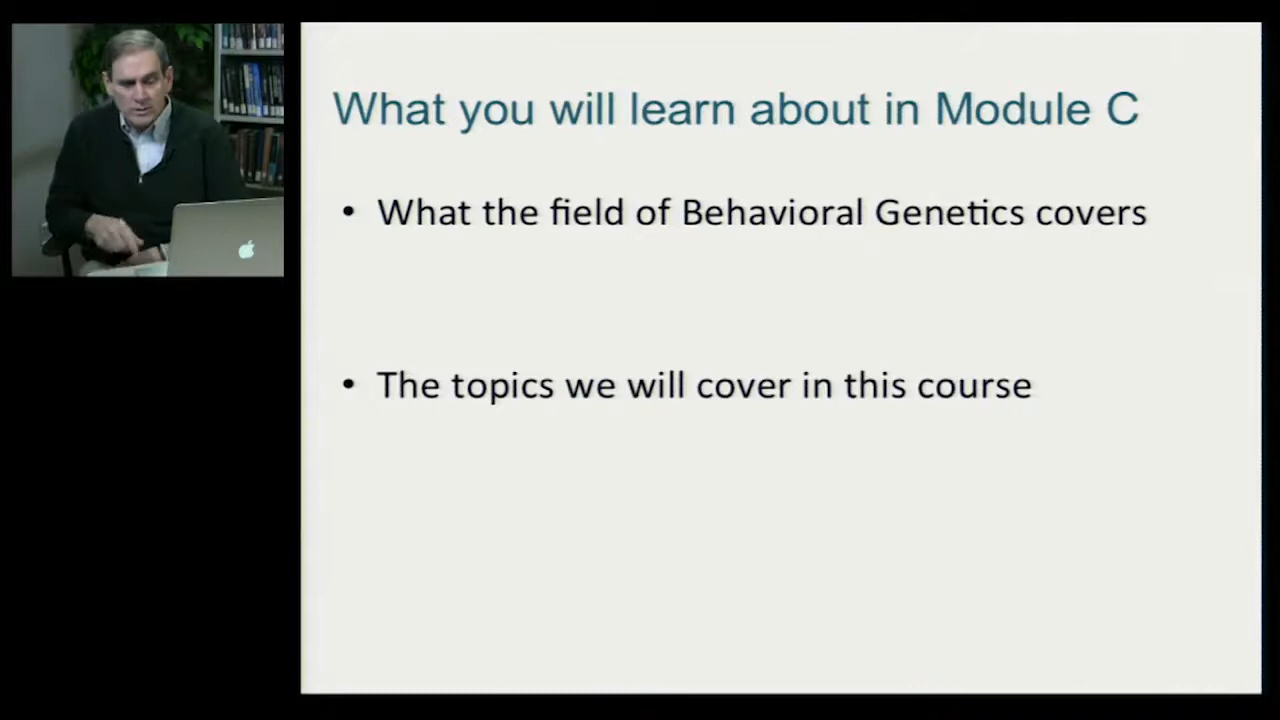 What you will learn about in Module C
• What the field of Behavioral Genetics covers
• The topics we will cover in this course